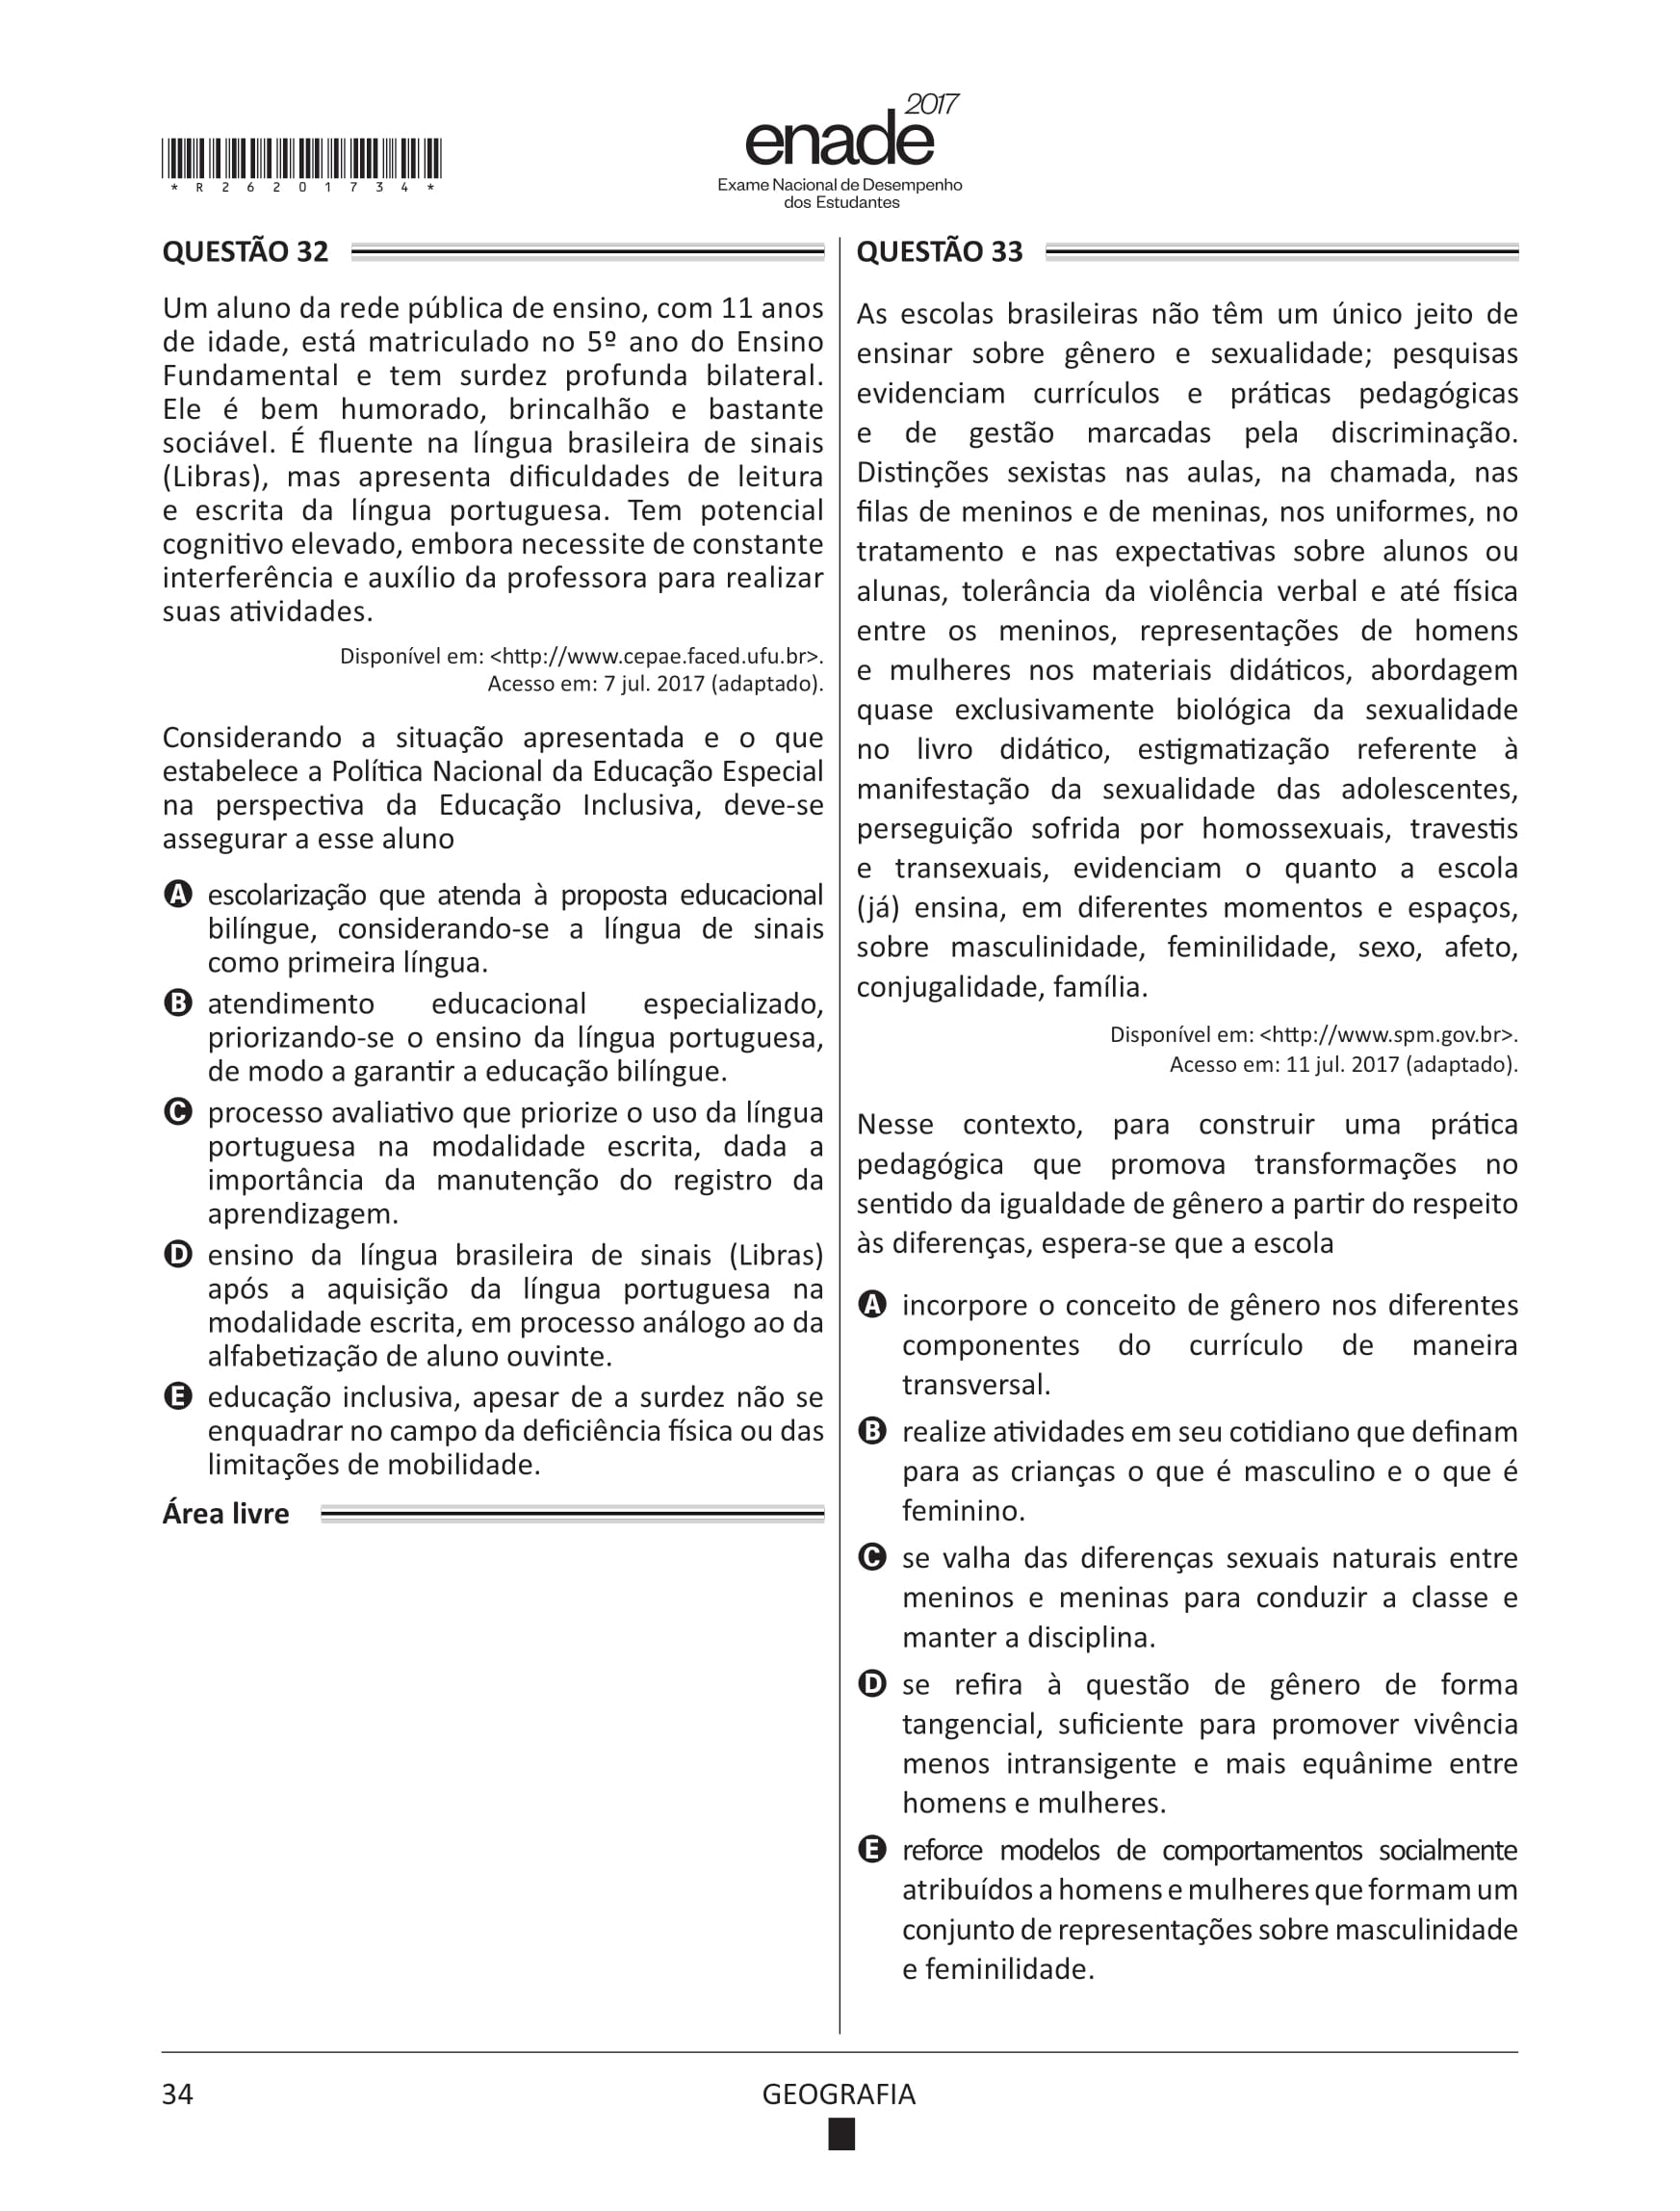 *R26201734*
enade 2017
Exame Nacional de Desempenho
dos Estudantes
QUESTÃO 32
Um aluno da rede pública de ensino, com 11 anos
de idade, está matriculado no 5º ano do Ensino
Fundamental e tem surdez profunda bilateral.
Ele é bem humorado, brincalhão e bastante
sociável. É fluente na língua brasileira de sinais
(Libras), mas apresenta dificuldades de leitura
e escrita da língua portuguesa. Tem potencial
cognitivo elevado, embora necessite de constante
interferência e auxílio da professora para realizar
suas atividades.
Disponível em: <http://www.cepae.faced.ufu.br>.
Acesso em: 7 jul. 2017 (adaptado).
Considerando a situação apresentada e o que
estabelece a Política Nacional da Educação Especial
na perspectiva da Educação Inclusiva, deve-se
assegurar a esse aluno
A escolarização que atenda à proposta educacional
bilíngue, considerando-se a língua de sinais
como primeira língua.
B atendimento educacional especializado,
priorizando-se o ensino da língua portuguesa,
de modo a garantir a educação bilíngue.
C processo avaliativo que priorize o uso da língua
portuguesa na modalidade escrita, dada a
importância da manutenção do registro da
aprendizagem.
D ensino da língua brasileira de sinais (Libras)
após a aquisição da língua portuguesa na
modalidade escrita, em processo análogo ao da
alfabetização de aluno ouvinte.
E educação inclusiva, apesar de a surdez não se
enquadrar no campo da deficiência física ou das
limitações de mobilidade.
Área livre
QUESTÃO 33
As escolas brasileiras não têm um único jeito de
ensinar sobre gênero e sexualidade; pesquisas
evidenciam currículos e práticas pedagógicas
e de gestão marcadas pela discriminação.
Distinções sexistas nas aulas, na chamada, nas
filas de meninos e de meninas, nos uniformes, no
tratamento e nas expectativas sobre alunos ou
alunas, tolerância da violência verbal e até física
entre os meninos, representações de homens
e mulheres nos materiais didáticos, abordagem
quase exclusivamente biológica da sexualidade
no livro didático, estigmatização referente à
manifestação da sexualidade das adolescentes,
perseguição sofrida por homossexuais, travestis
e transexuais, evidenciam o quanto a escola
(já) ensina, em diferentes momentos e espaços,
sobre masculinidade, feminilidade, sexo, afeto,
conjugalidade, família.
Disponível em: <http://www.spm.gov.br>.
Acesso em: 11 jul. 2017 (adaptado).
Nesse contexto, para construir uma prática
pedagógica que promova transformações no
sentido da igualdade de gênero a partir do respeito
às diferenças, espera-se que a escola
A incorpore o conceito de gênero nos diferentes
componentes do currículo de maneira
transversal.
B realize atividades em seu cotidiano que definam
para as crianças o que é masculino e o que é
feminino.
C se valha das diferenças sexuais naturais entre
meninos e meninas para conduzir a classe e
manter a disciplina.
D se refira à questão de gênero de forma
tangencial, suficiente para promover vivência
menos intransigente e mais equânime entre
homens e mulheres.
E reforce modelos de comportamentos socialmente
atribuídos a homens e mulheres que formam um
conjunto de representações sobre masculinidade
e feminilidade.
34
GEOGRAFIA